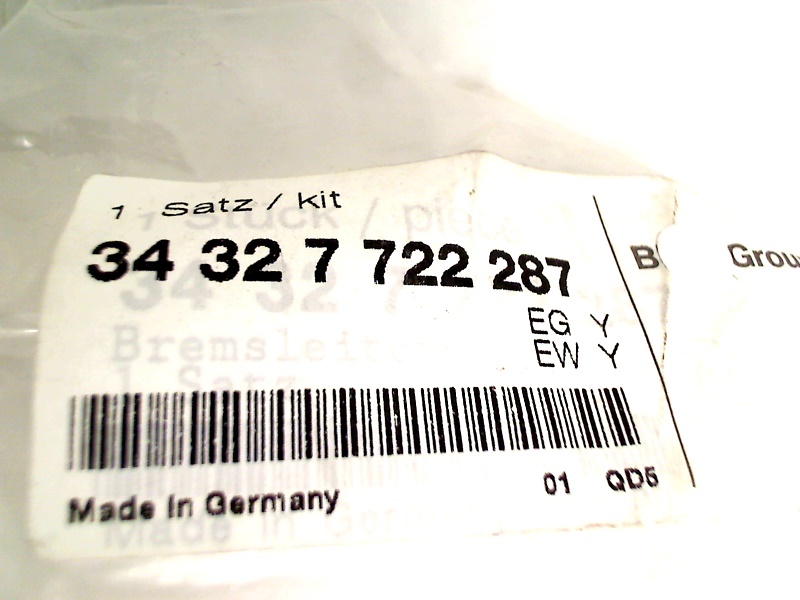 1 Satz / kit
34 32 7 722 287
EG Y
EW Y
01 QD5
Made In Germany